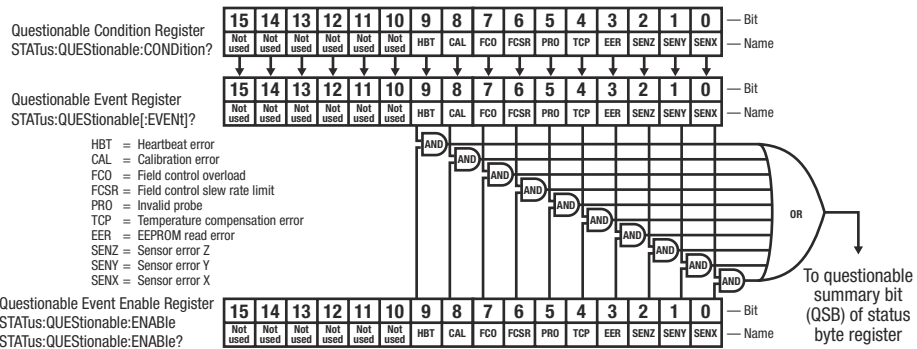 Questionable Condition Register
STATus:QUEStionable:CONDition?
15 14 13 12 11 10 9 8 7 6 5 4 3 2 1 0 — Bit
Not used Not used Not used Not used Not used Not used HBT CAL FCO FCSR PRO TCP EER SENZ SENY SENX — Name
Questionable Event Register
STATus:QUEStionable[:EVENt]?
15 14 13 12 11 10 9 8 7 6 5 4 3 2 1 0 — Bit
Not used Not used Not used Not used Not used Not used HBT CAL FCO FCSR PRO TCP EER SENZ SENY SENX — Name
HBT = Heartbeat error
CAL = Calibration error
FCO = Field control overload
FCSR = Field control slew rate limit
PRO = Invalid probe
TCP = Temperature compensation error
EER = EEPROM read error
SENZ = Sensor error Z
SENY = Sensor error Y
SENX = Sensor error X
AND
AND
AND
AND
AND
AND
AND
AND
AND
AND
OR
To questionable
summary bit
(QSB) of status
byte register
Questionable Event Enable Register
STATus:QUEStionable:ENABle
STATus:QUEStionable:ENABle?
15 14 13 12 11 10 9 8 7 6 5 4 3 2 1 0 — Bit
Not used Not used Not used Not used Not used Not used HBT CAL FCO FCSR PRO TCP EER SENZ SENY SENX — Name